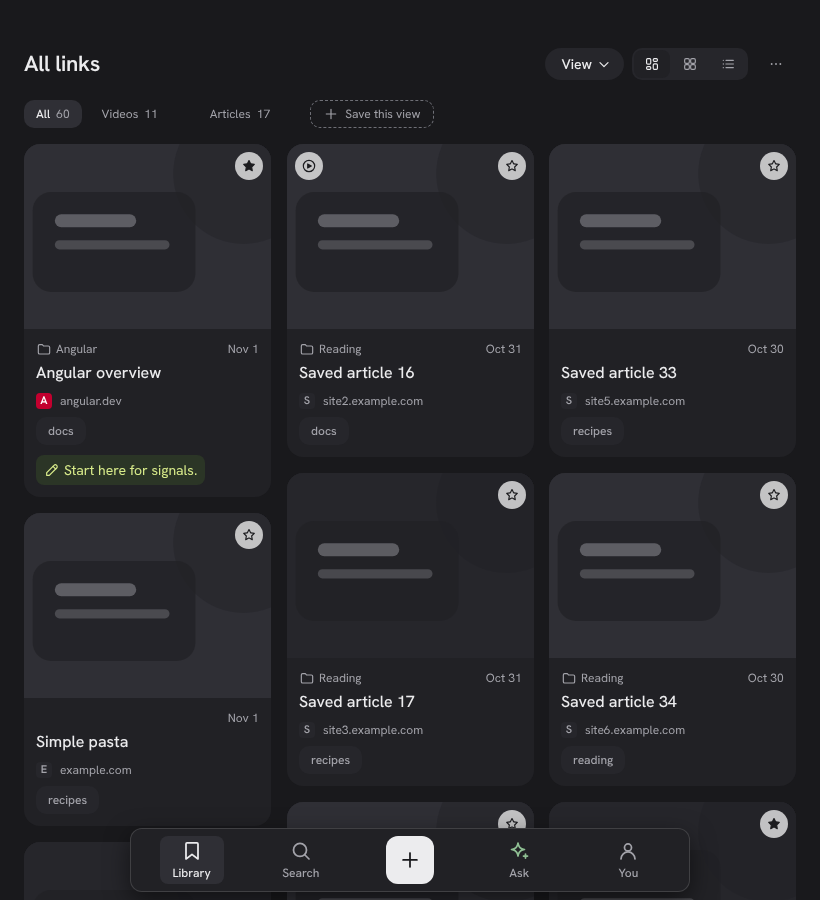 All links
View
All 60
Videos 11
Articles 17
Save this view
Angular
Nov 1
Angular overview
A angular.dev
docs
Start here for signals.
Reading
Oct 31
Saved article 16
S site2.example.com
docs
Oct 30
Saved article 33
S site5.example.com
recipes
Nov 1
Simple pasta
E example.com
recipes
Reading
Oct 31
Saved article 17
S site3.example.com
recipes
Reading
Oct 30
Saved article 34
S site6.example.com
reading
Library
Search
Ask
You